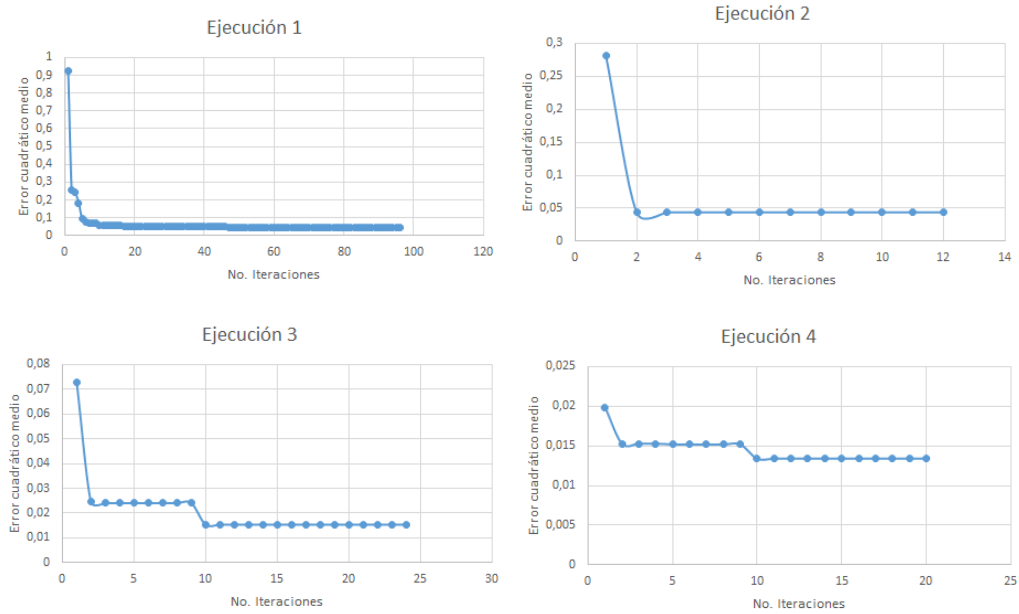 Ejecución 1
Error cuadrático medio
1
0,9
0,8
0,7
0,6
0,5
0,4
0,3
0,2
0,1
0
0 20 40 60 80 100 120
No. Iteraciones
Ejecución 2
Error cuadrático medio
0,3
0,25
0,2
0,15
0,1
0,05
0
0 2 4 6 8 10 12 14
No. Iteraciones
Ejecución 3
Error cuadrático medio
0,08
0,07
0,06
0,05
0,04
0,03
0,02
0,01
0
0 5 10 15 20 25 30
No. Iteraciones
Ejecución 4
Error cuadrático medio
0,025
0,02
0,015
0,01
0,005
0
0 5 10 15 20 25
No. Iteraciones